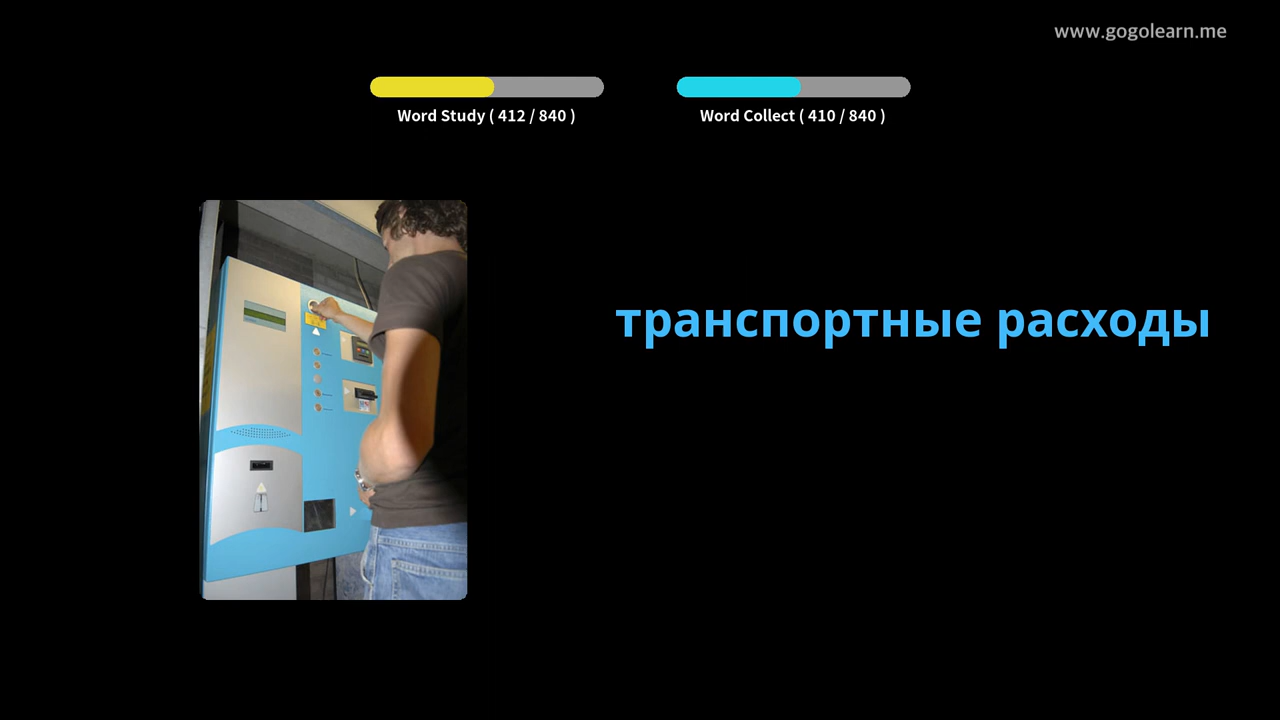 www.gogolearn.me
Word Study ( 412 / 840 )
Word Collect ( 410 / 840 )
транспортные расходы